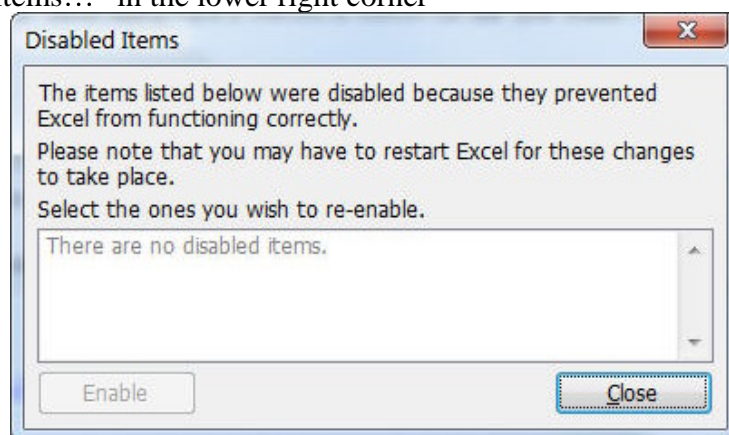 items…" in the lower right corner
Disabled Items
The items listed below were disabled because they prevented
Excel from functioning correctly.
Please note that you may have to restart Excel for these changes
to take place.
Select the ones you wish to re-enable.
There are no disabled items.
Enable
Close